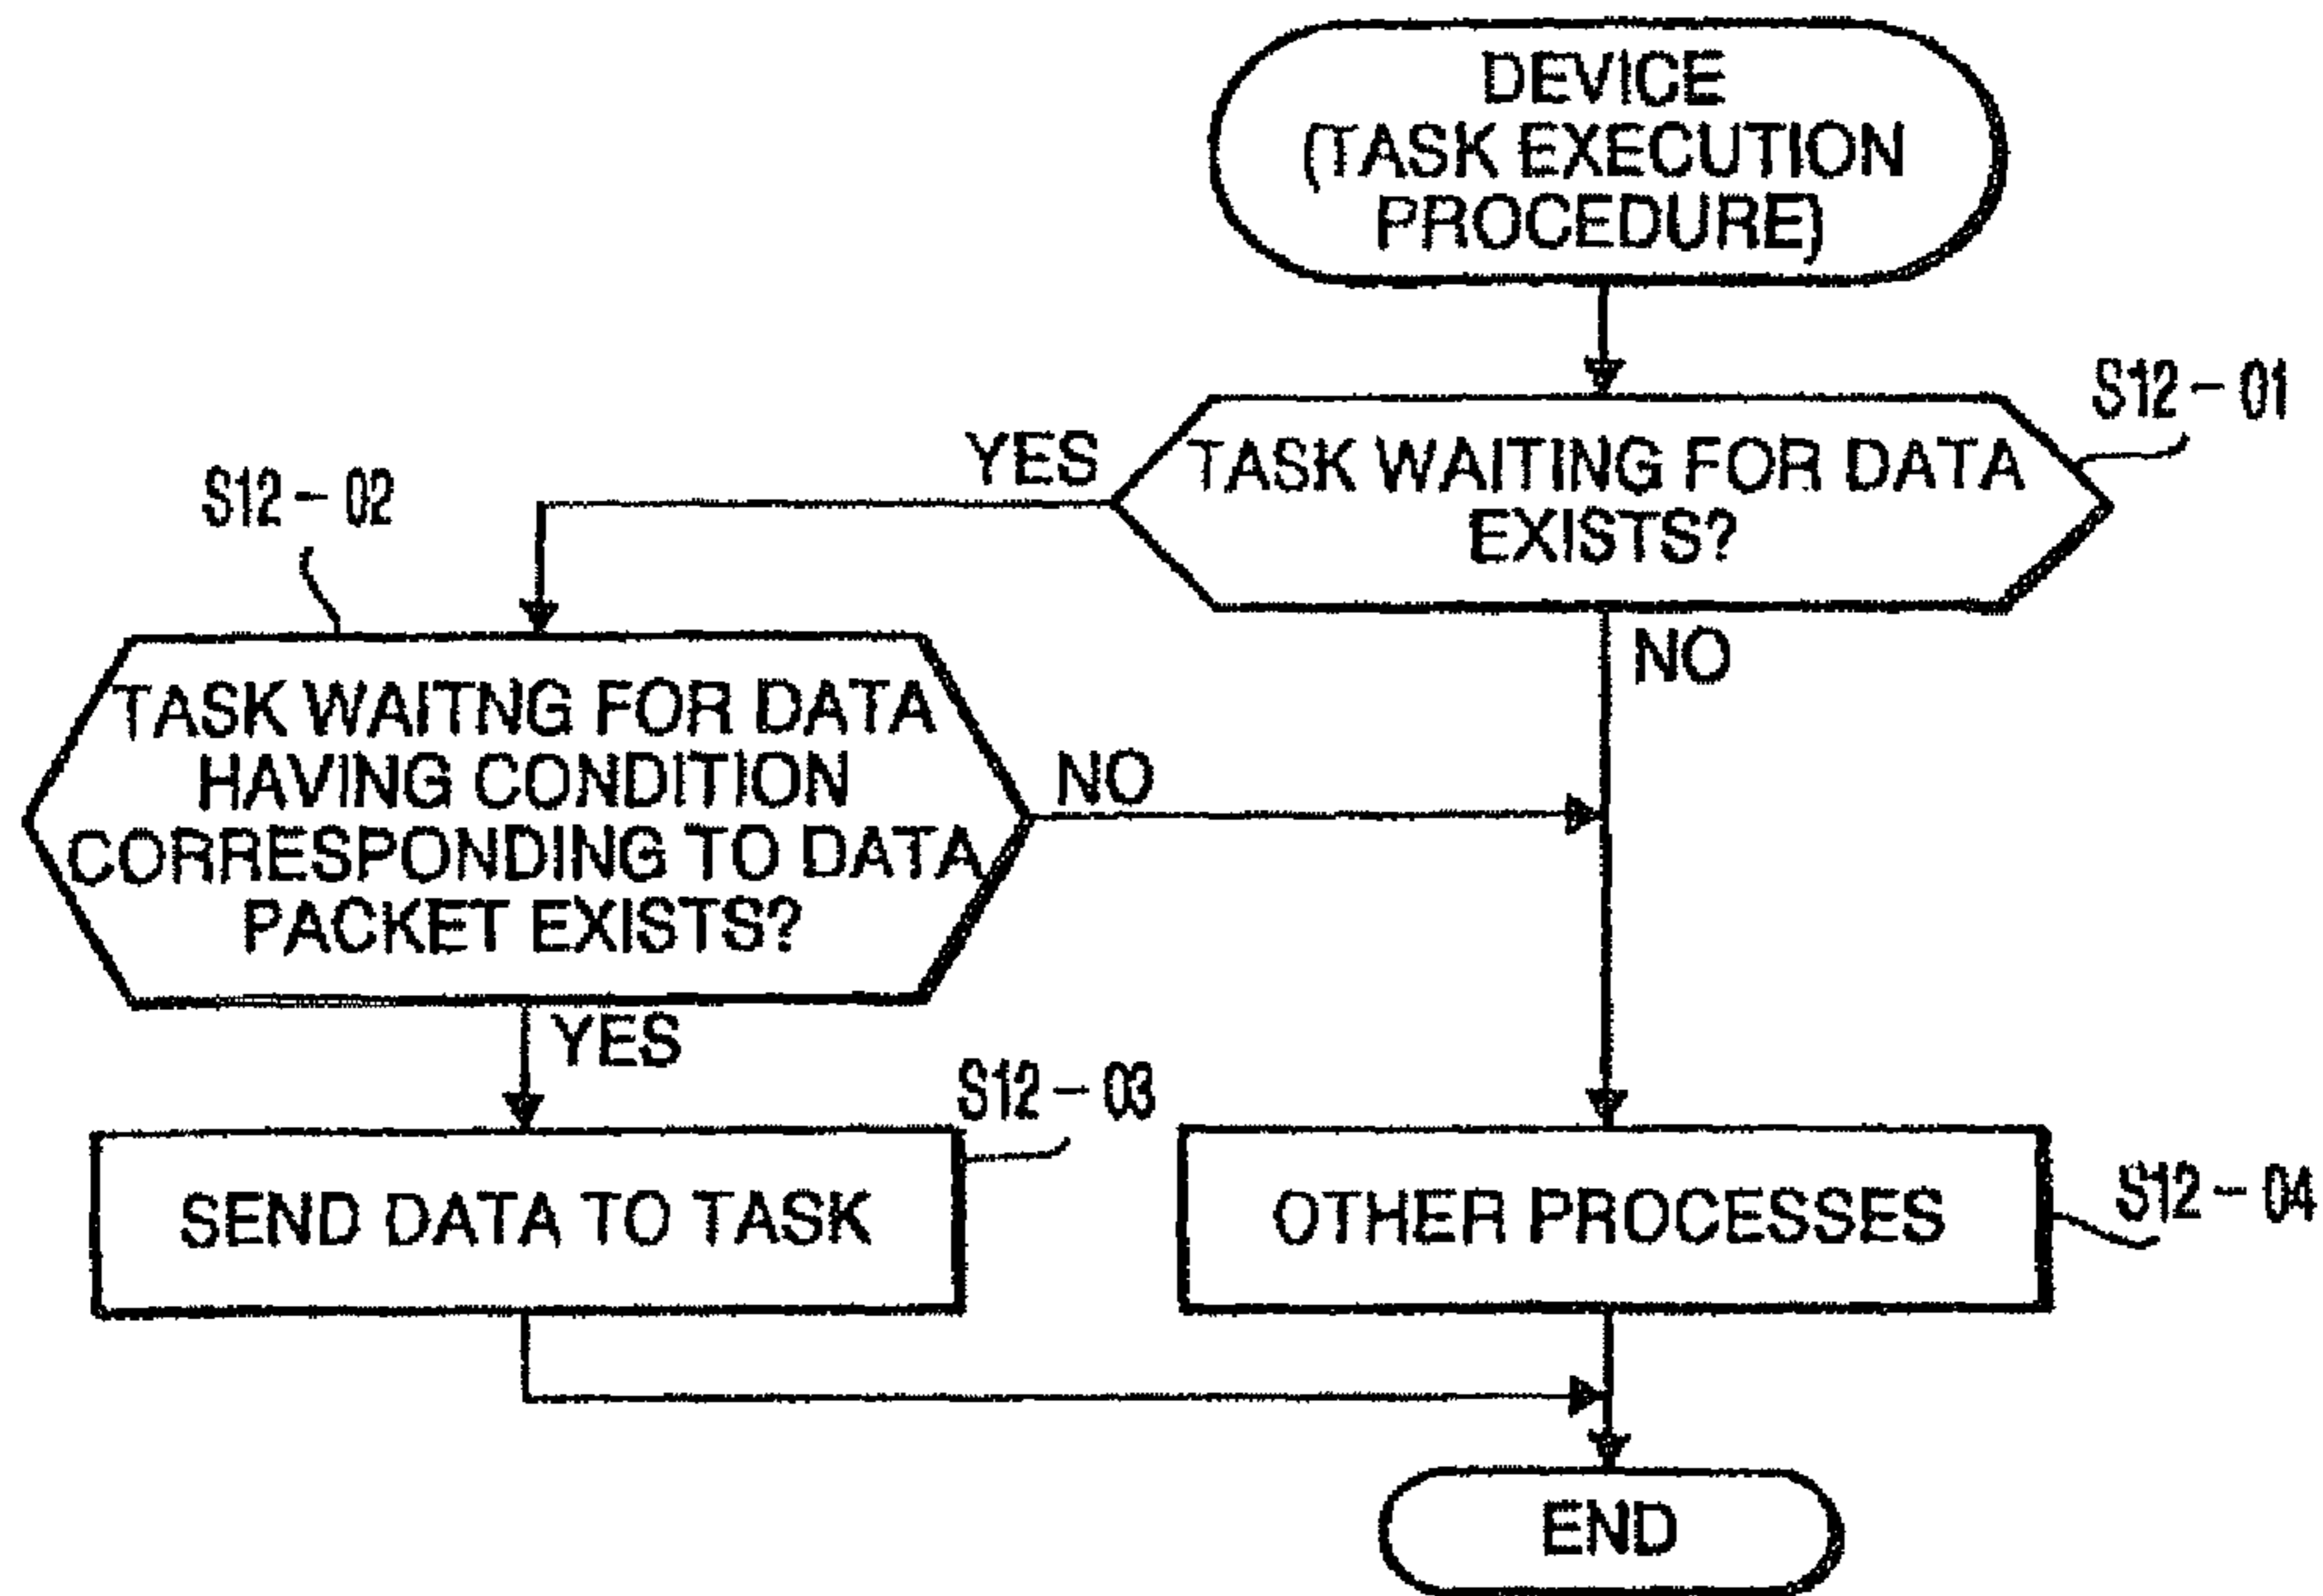 DEVICE
(TASK EXECUTION
PROCEDURE)
S12-01
YES
TASK WAITING FOR DATA
EXISTS?
S12-02
NO
TASK WAITNG FOR DATA
HAVING CONDITION
CORRESPONDING TO DATA
PACKET EXISTS?
NO
YES
S12-03
SEND DATA TO TASK
OTHER PROCESSES
S12-04
END